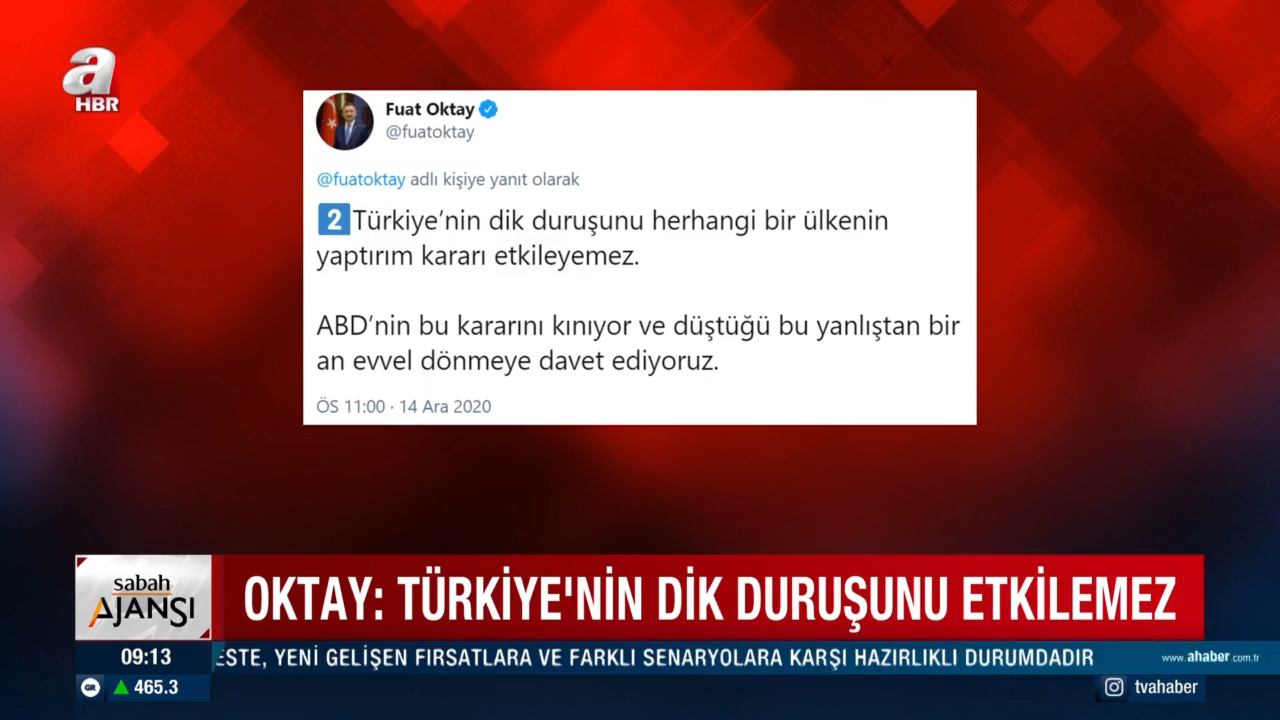 a
HBR
Fuat Oktay
@fuatoktay
@fuatoktay adlı kişiye yanıt olarak
2 Türkiye’nin dik duruşunu herhangi bir ülkenin
yaptırım kararı etkileyemez.
ABD’nin bu kararını kınıyor ve düştüğü bu yanlıştan bir
an evvel dönmeye davet ediyoruz.
ÖS 11:00 · 14 Ara 2020
sabah
AJANSI
OKTAY: TÜRKİYE'NİN DİK DURUŞUNU ETKİLEMEZ
09:13
ESTE, YENİ GELİŞEN FIRSATLARA VE FARKLI SENARYOLARA KARŞI HAZIRLIKLI DURUMDADIR
www.ahaber.com.tr
GR ▲ 465.3
tvahaber